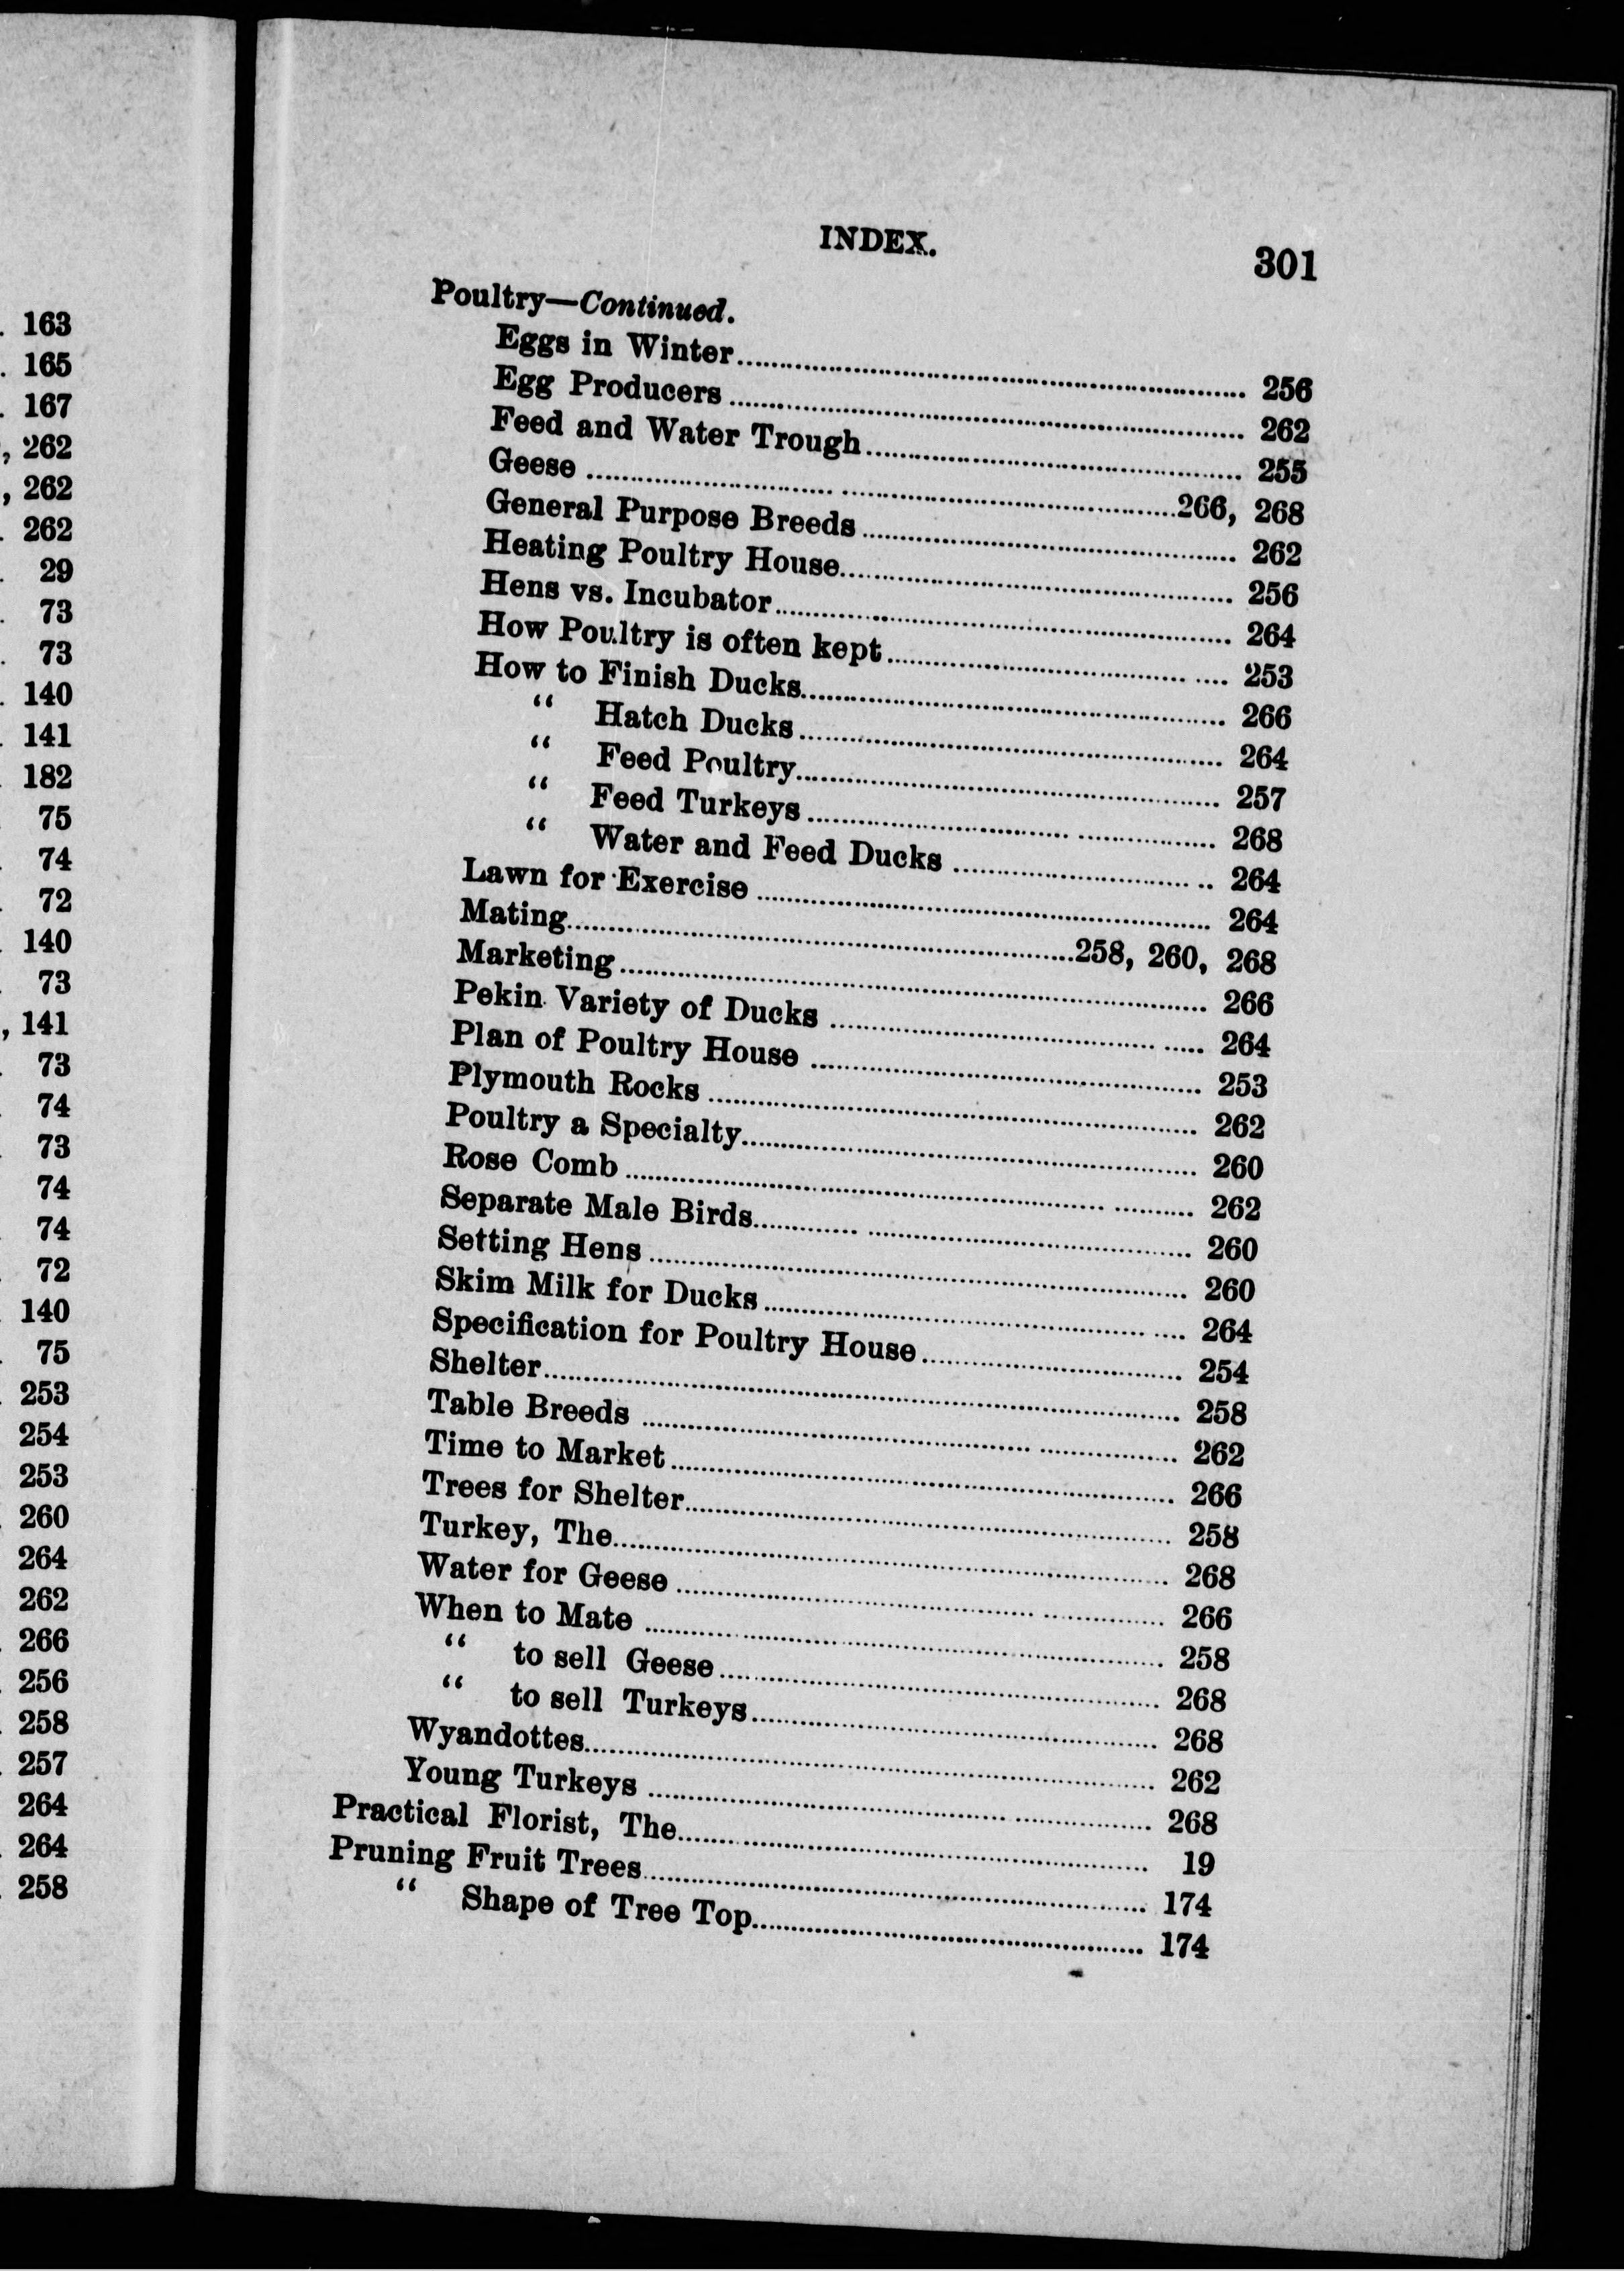 . 163
. 165
. 167
, 262
, 262
. 262
. 29
. 73
. 73
. 140
. 141
. 182
75
. 74
. 72
. 140
73
, 141
. 73
. 74
. 73
74
. 74
. 72
. 140
. 75
. 253
254
253
. 260
264
262
. 266
. 256
. 258
. 257
264
. 264
. 258
INDEX. 301
Poultry—Continued.
Eggs in Winter........ 256
Egg Producers ........ 262
Feed and Water Trough........ 255
Geese ........ 266, 268
General Purpose Breeds ........ 262
Heating Poultry House........ 256
Hens vs. Incubator........ 264
How Poultry is often kept........ 253
How to Finish Ducks........ 266
“ Hatch Ducks ........ 264
“ Feed Poultry........ 257
“ Feed Turkeys ........ 268
“ Water and Feed Ducks ........ 264
Lawn for Exercise ........ 264
Mating........ 258, 260, 268
Marketing ........ 266
Pekin Variety of Ducks ........ 264
Plan of Poultry House ........ 253
Plymouth Rocks ........ 262
Poultry a Specialty........ 260
Rose Comb ........ 262
Separate Male Birds........ 260
Setting Hens ........ 260
Skim Milk for Ducks ........ 264
Specification for Poultry House........ 254
Shelter........ 258
Table Breeds ........ 262
Time to Market ........ 266
Trees for Shelter........ 258
Turkey, The........ 268
Water for Geese ........ 266
When to Mate ........ 258
“ to sell Geese ........ 268
“ to sell Turkeys........ 268
Wyandottes........ 262
Young Turkeys ........ 268
Practical Florist, The........ 19
Pruning Fruit Trees........ 174
“ Shape of Tree Top........ 174